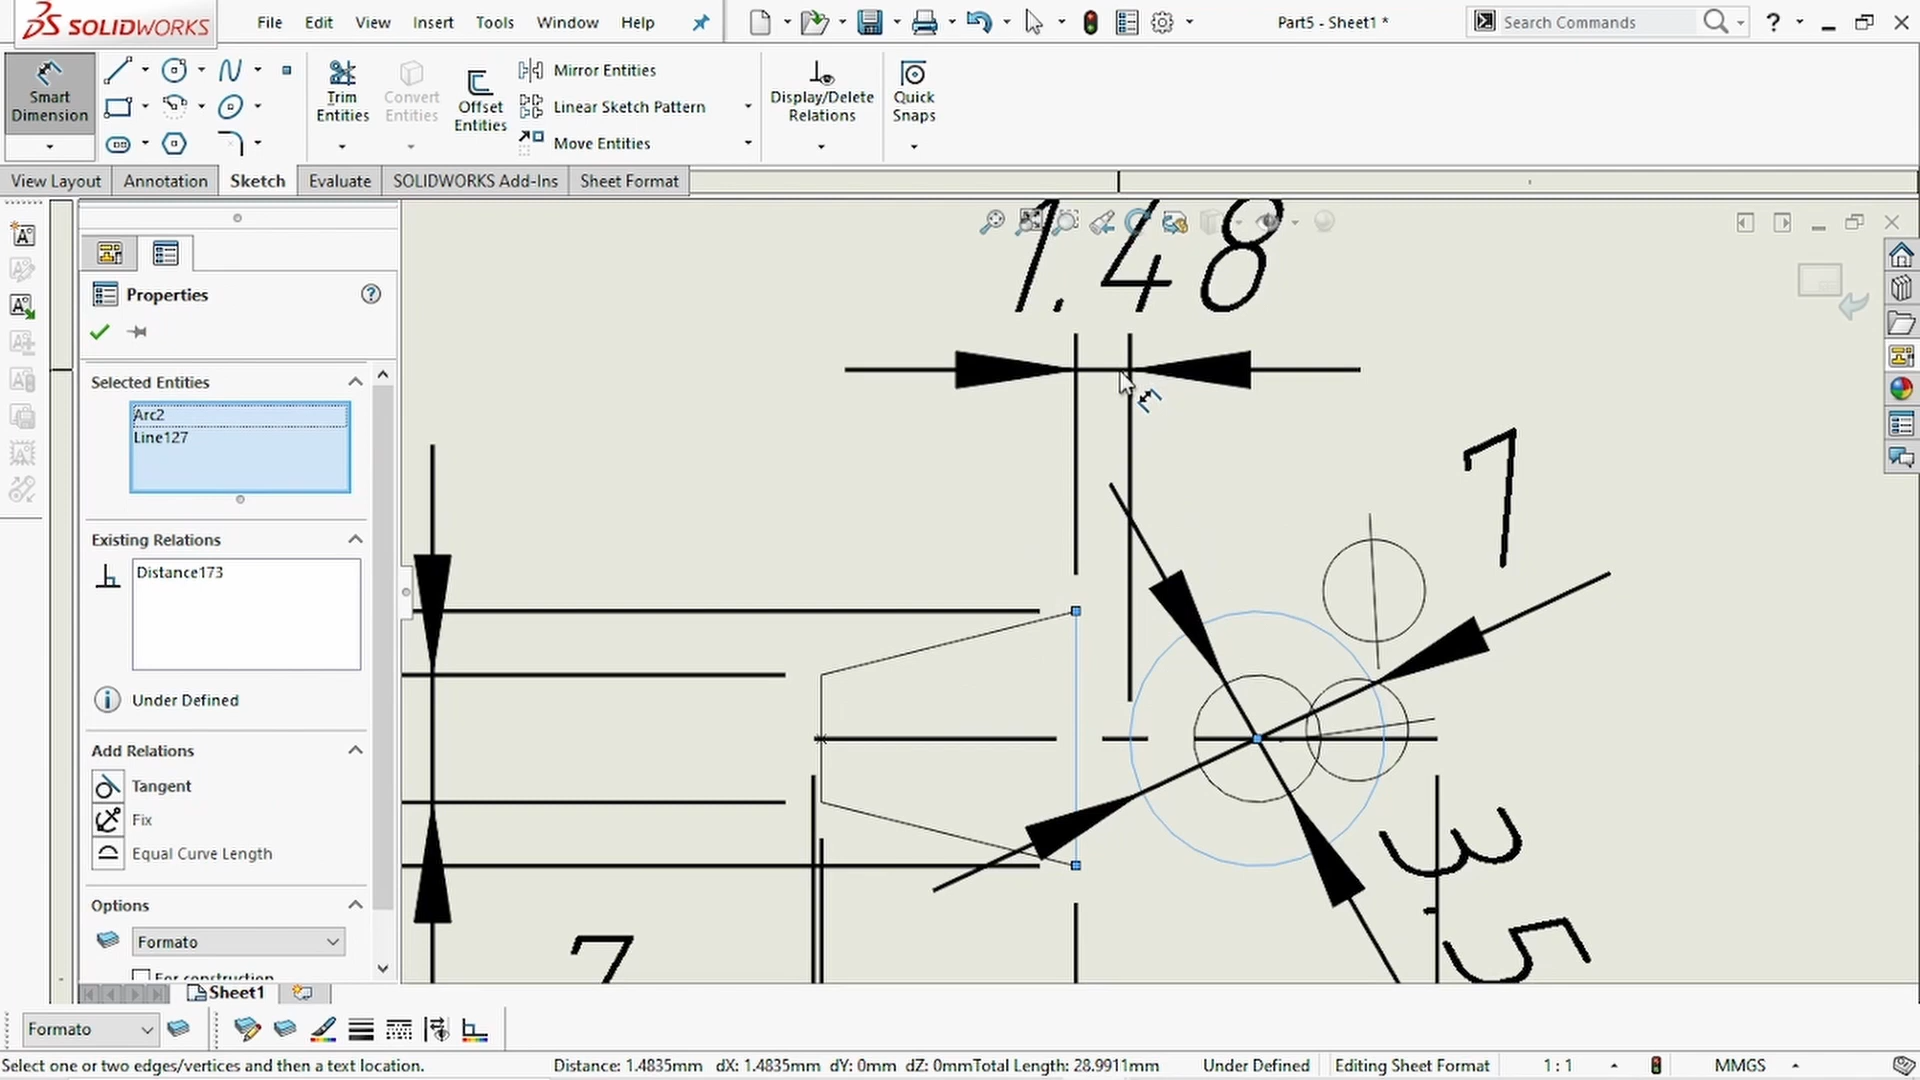 SOLIDWORKS
File Edit View Insert Tools Window Help
Part5 - Sheet1 *
Search Commands
?
Smart Dimension
Trim Entities
Convert Entities
Offset Entities
Mirror Entities
Linear Sketch Pattern
Move Entities
Display/Delete Relations
Quick Snaps
View Layout Annotation Sketch Evaluate SOLIDWORKS Add-Ins Sheet Format
1.48
Properties
?
Selected Entities
Arc2
Line127
Existing Relations
Distance173
Under Defined
Add Relations
Tangent
Fix
Equal Curve Length
Options
Formato
For construction
7
3.5
7
Sheet1
Formato
Select one or two edges/vertices and then a text location. Distance: 1.4835mm dX: 1.4835mm dY: 0mm dZ: 0mmTotal Length: 28.9911mm Under Defined Editing Sheet Format 1 : 1 MMGS